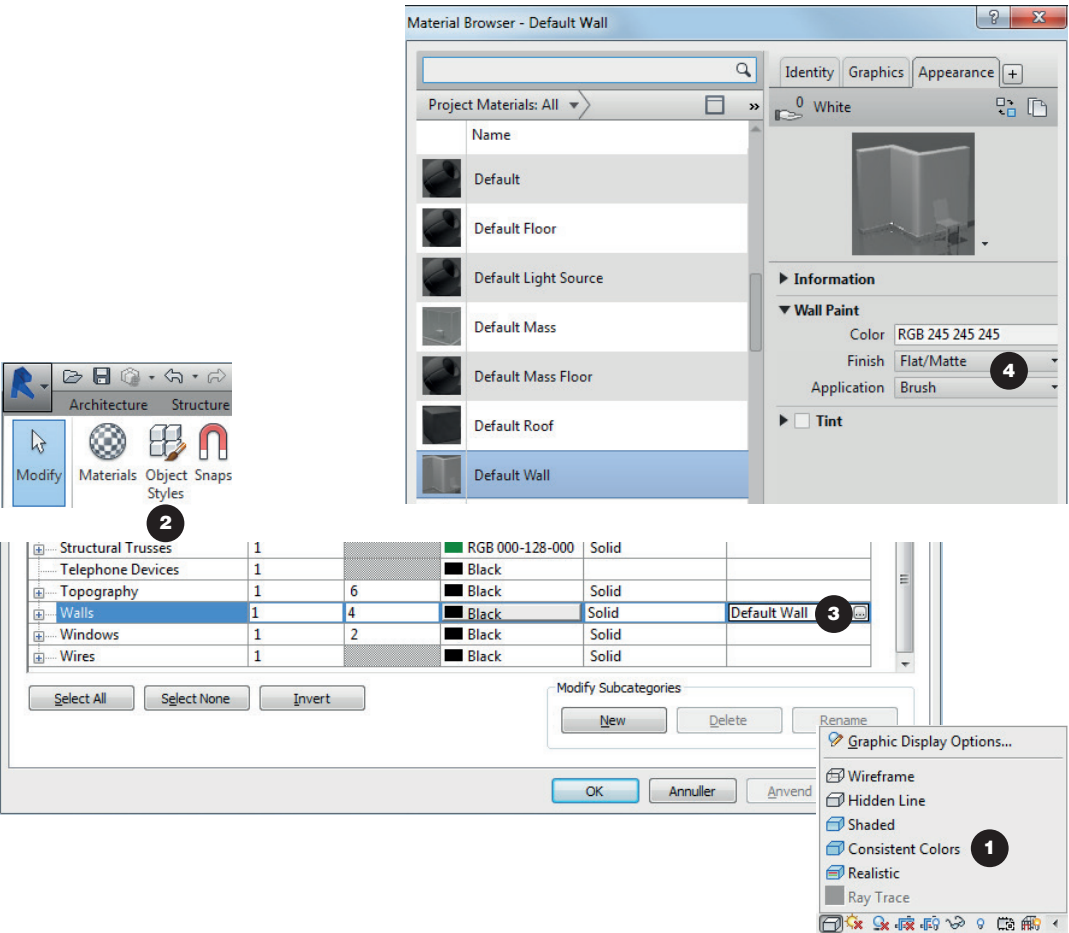 Material Browser - Default Wall
Identity Graphics Appearance +
Project Materials: All »
0 White
Name
Default
Default Floor
Default Light Source
Default Mass
Default Mass Floor
Default Roof
Default Wall
Information
Wall Paint
Color RGB 245 245 245
Finish Flat/Matte
4
Application Brush
Tint
Architecture Structure
Modify Materials Object Styles Snaps
2
Structural Trusses 1 RGB 000-128-000 Solid
Telephone Devices 1 Black
Topography 1 6 Black Solid
Walls 1 4 Black Solid Default Wall 3 ...
Windows 1 2 Black Solid
Wires 1 Black Solid
Select All Select None Invert
Modify Subcategories
New Delete Rename
OK Annuller Anvend
Graphic Display Options...
Wireframe
Hidden Line
Shaded
Consistent Colors 1
Realistic
Ray Trace